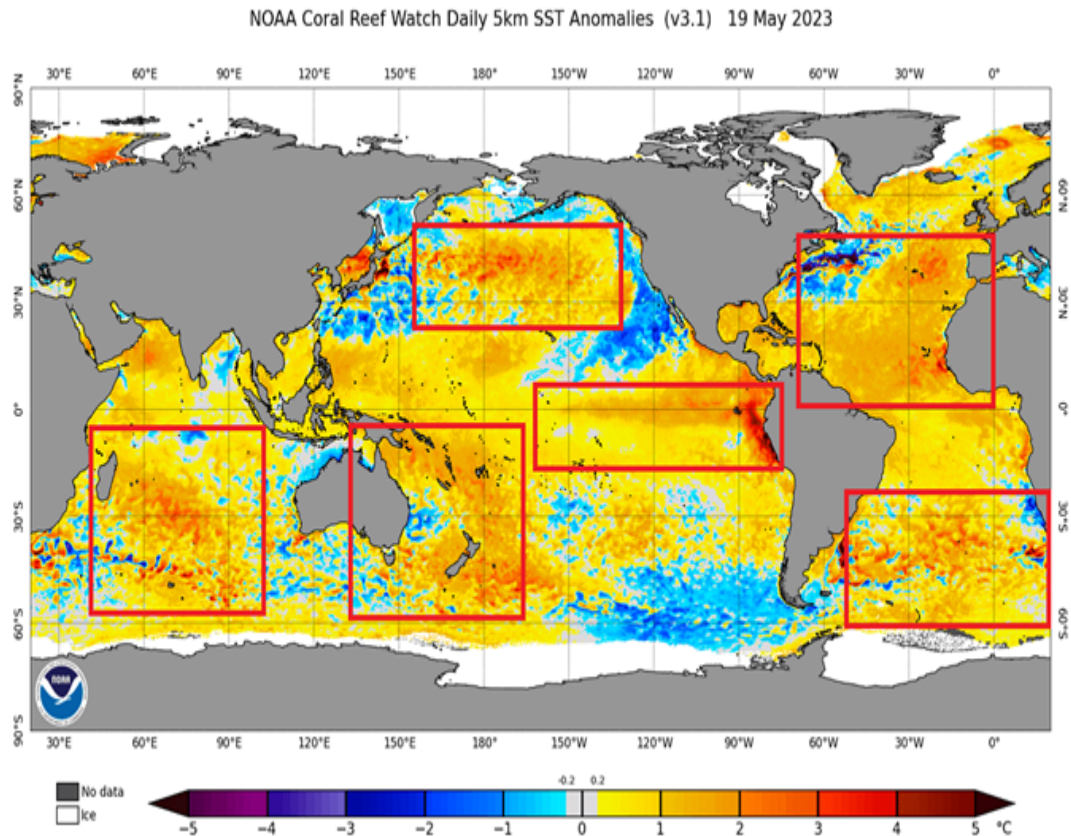 NOAA Coral Reef Watch Daily 5km SST Anomalies (v3.1) 19 May 2023
30°E 60°E 90°E 120°E 150°E 180° 150°W 120°W 90°W 60°W 30°W 0°
90°N
60°N 60°N
30°N 30°N
0° 0°
30°S 30°S
60°S 60°S
90°S
NOAA
30°E 60°E 90°E 120°E 150°E 180° 150°W 120°W 90°W 60°W 30°W 0°
No data
Ice
-0.2 0.2
−5 −4 −3 −2 −1 0 1 2 3 4 5 °C